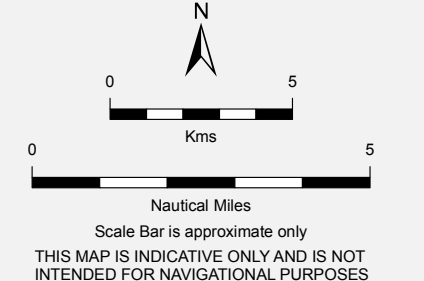 N
0 5
Kms
0 5
Nautical Miles
Scale Bar is approximate only
THIS MAP IS INDICATIVE ONLY AND IS NOT
INTENDED FOR NAVIGATIONAL PURPOSES